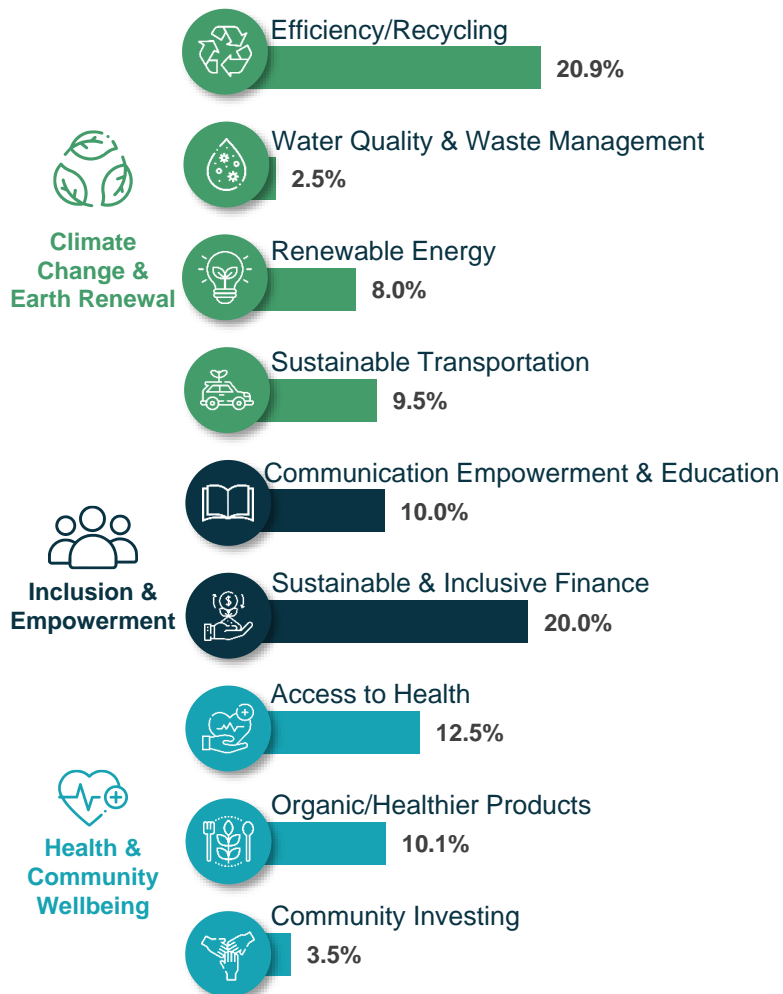 Efficiency/Recycling
20.9%
Water Quality & Waste Management
2.5%
Climate
Change &
Earth Renewal
Renewable Energy
8.0%
Sustainable Transportation
9.5%
Communication Empowerment & Education
10.0%
Inclusion &
Empowerment
Sustainable & Inclusive Finance
$
20.0%
Access to Health
12.5%
Organic/Healthier Products
10.1%
Health &
Community
Wellbeing
Community Investing
3.5%